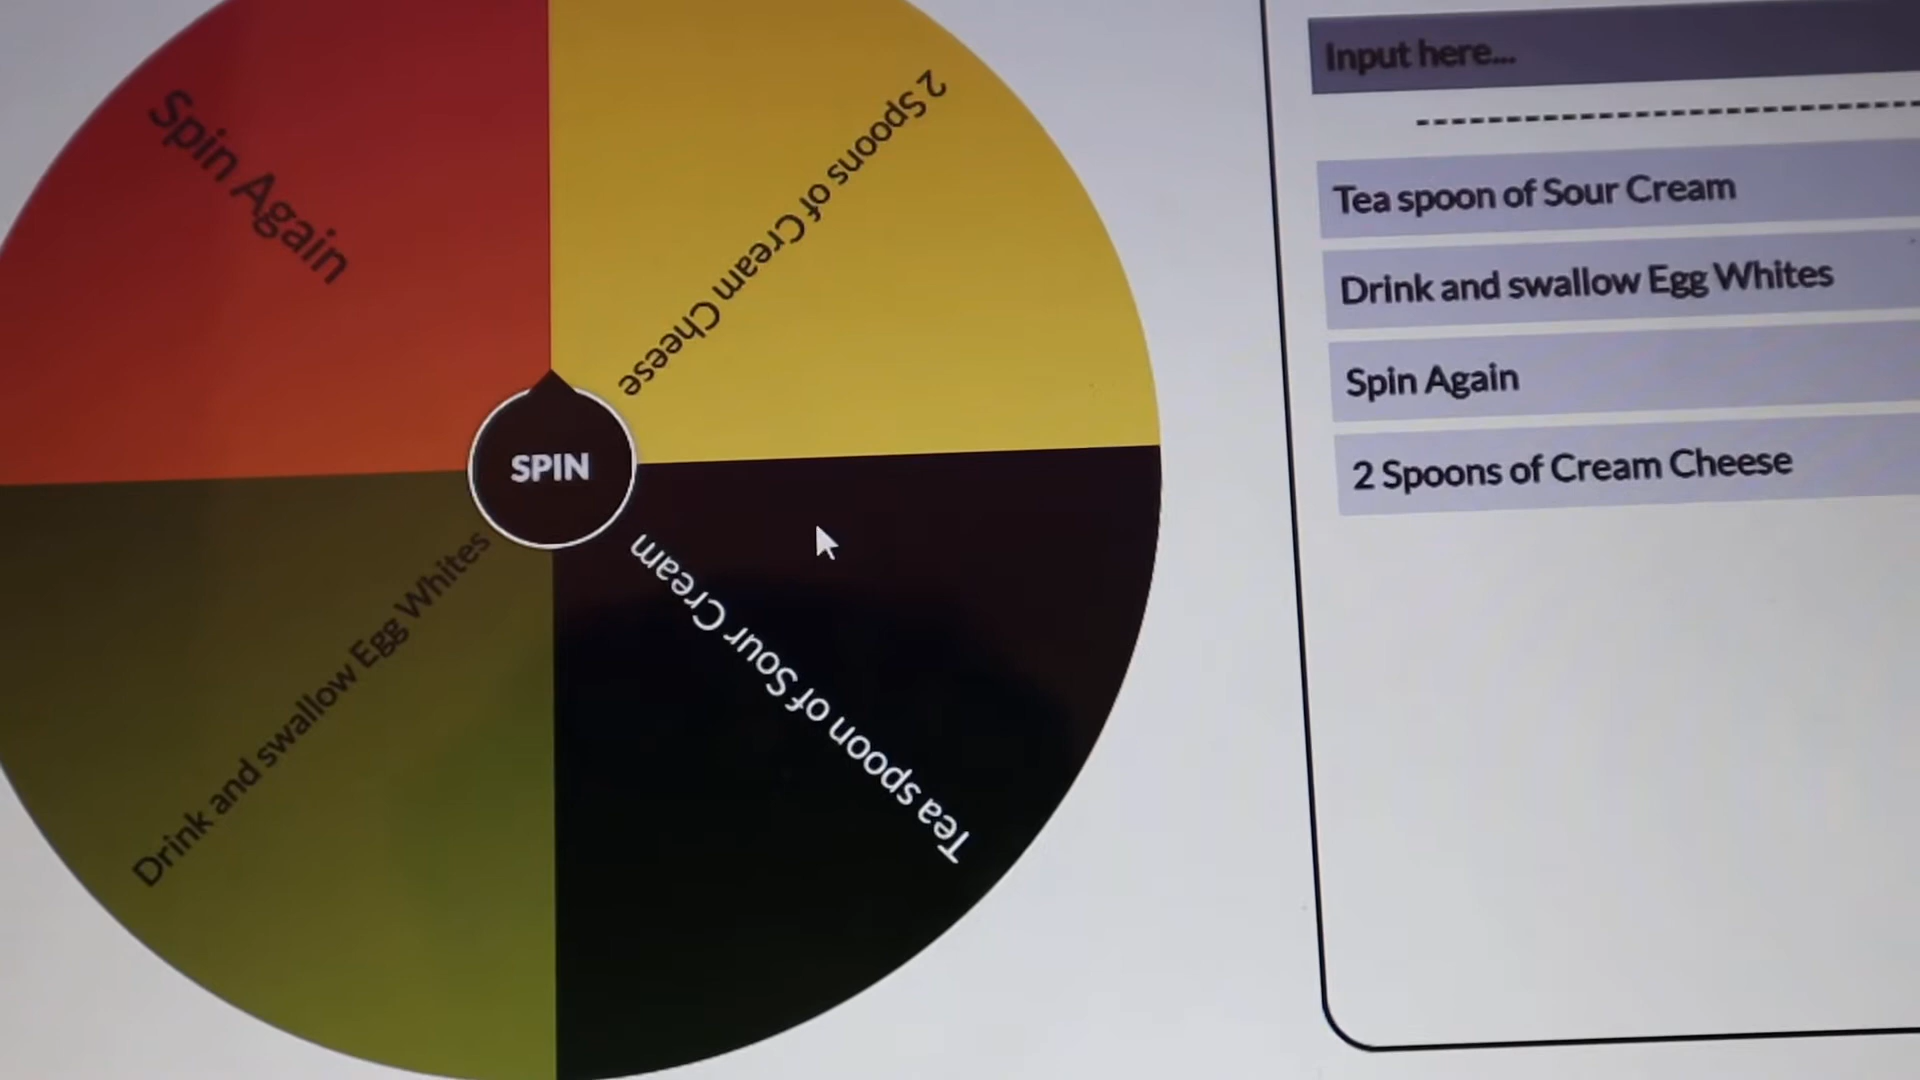 Spin Again
2 Spoons of Cream Cheese
SPIN
Drink and swallow Egg Whites
Tea spoon of Sour Cream
Input here...
Tea spoon of Sour Cream
Drink and swallow Egg Whites
Spin Again
2 Spoons of Cream Cheese